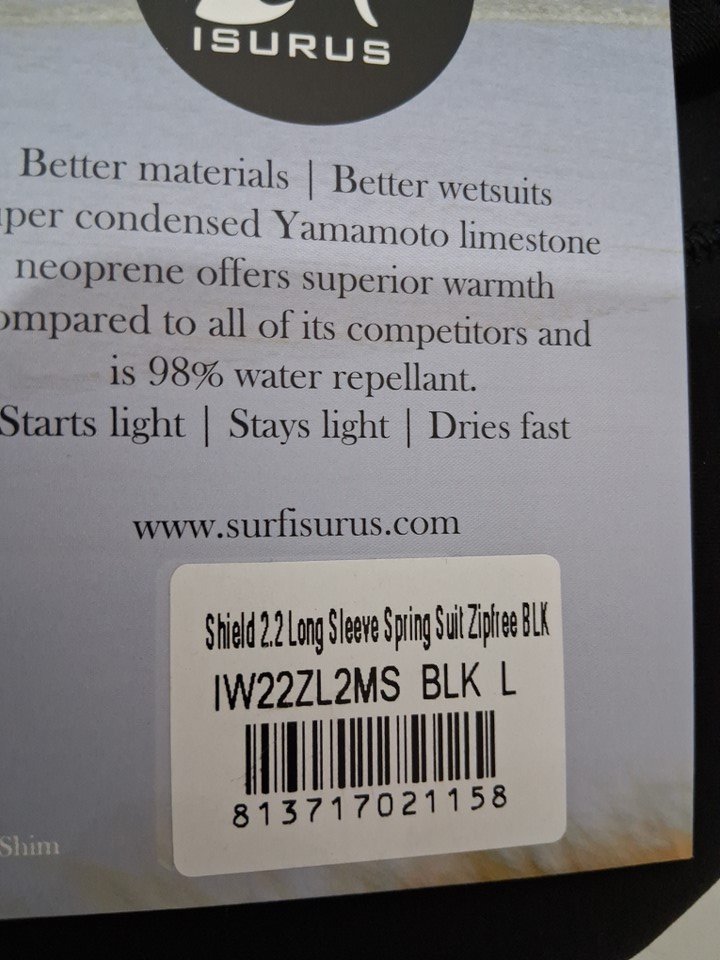 ISURUS
Better materials | Better wetsuits
condensed Yamamoto limestone
neoprene offers superior warmth
to all of its competitors and
is 98% water repellant.
Starts light | Stays light | Dries fast
www.surfisurus.com
Shield 2.2 Long Sleeve Spring Suit Zipfree BLK
IW22ZL2MS BLK L
813717021158
Shim